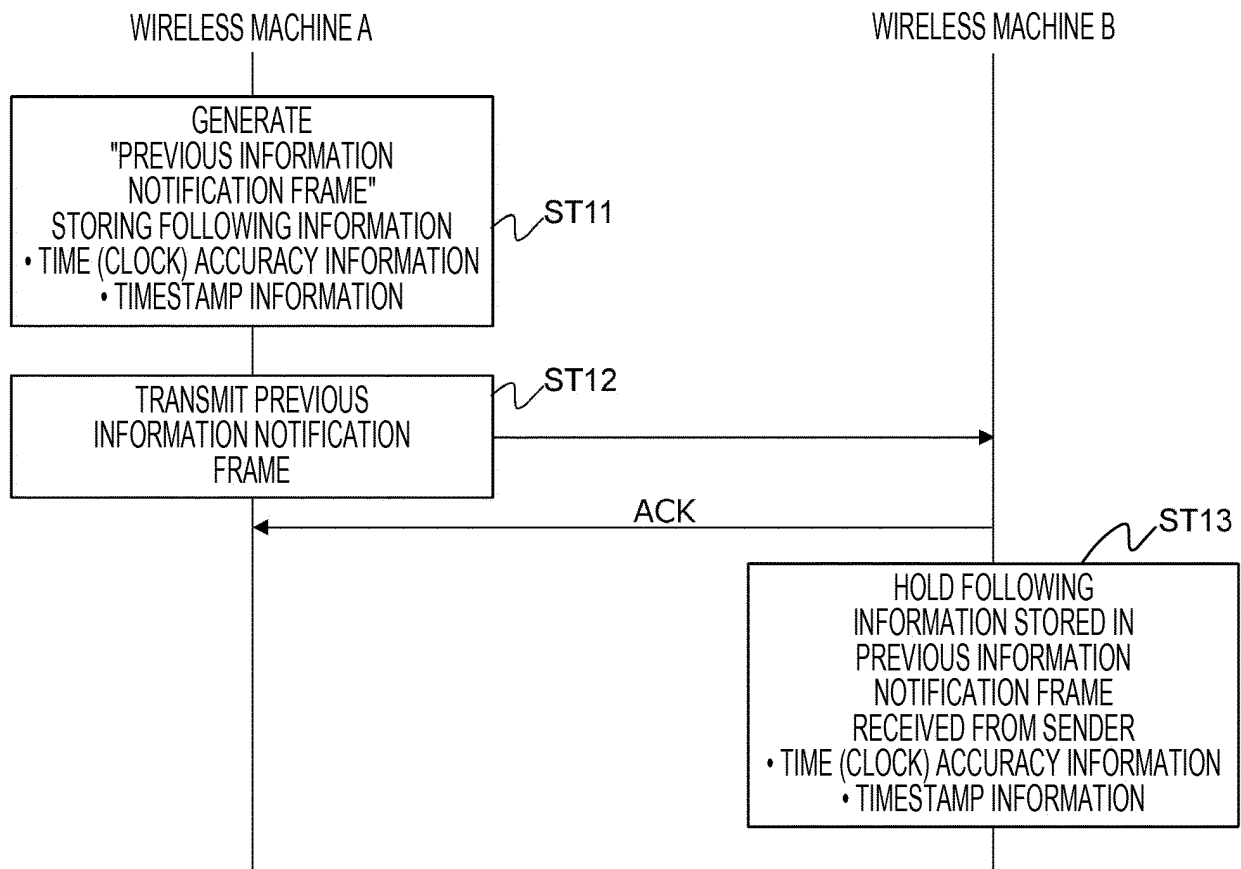 WIRELESS MACHINE A
WIRELESS MACHINE B
GENERATE
"PREVIOUS INFORMATION
NOTIFICATION FRAME"
STORING FOLLOWING INFORMATION
• TIME (CLOCK) ACCURACY INFORMATION
• TIMESTAMP INFORMATION
ST11
TRANSMIT PREVIOUS
INFORMATION NOTIFICATION
FRAME
ST12
ACK
ST13
HOLD FOLLOWING
INFORMATION STORED IN
PREVIOUS INFORMATION
NOTIFICATION FRAME
RECEIVED FROM SENDER
• TIME (CLOCK) ACCURACY INFORMATION
• TIMESTAMP INFORMATION